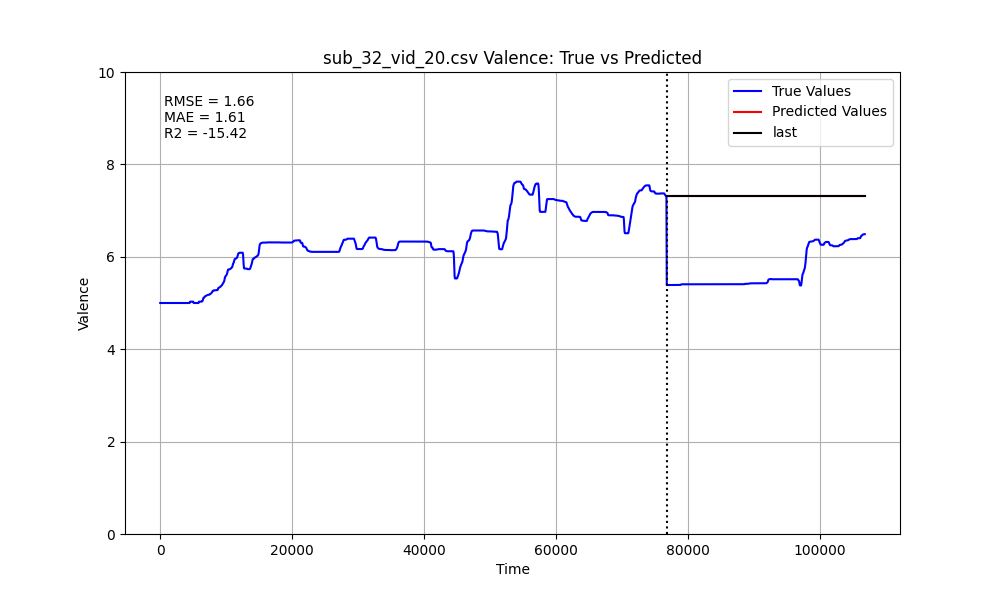 sub_32_vid_20.csv Valence: True vs Predicted
RMSE = 1.66
MAE = 1.61
R2 = -15.42
True Values
Predicted Values
last
10
8
6
4
2
0
Valence
0 20000 40000 60000 80000 100000
Time